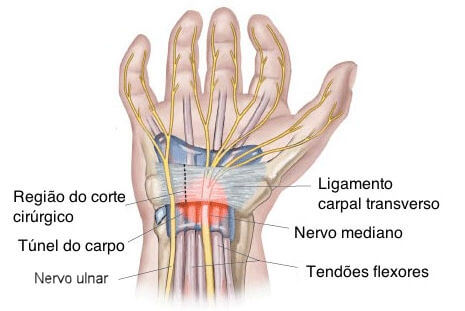 Região do corte
cirúrgico
Túnel do carpo
Nervo ulnar
Ligamento
carpal transverso
Nervo mediano
Tendões flexores